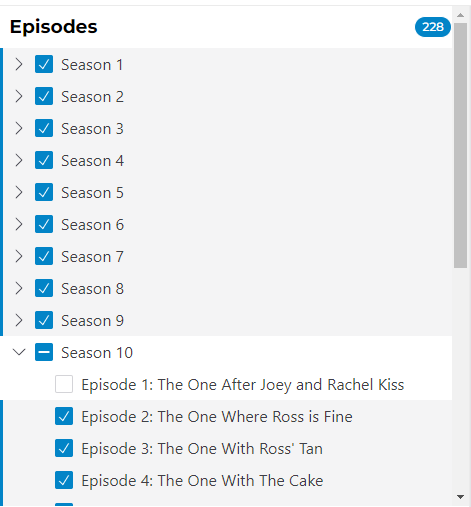 Episodes
228
Season 1
Season 2
Season 3
Season 4
Season 5
Season 6
Season 7
Season 8
Season 9
Season 10
Episode 1: The One After Joey and Rachel Kiss
Episode 2: The One Where Ross is Fine
Episode 3: The One With Ross' Tan
Episode 4: The One With The Cake